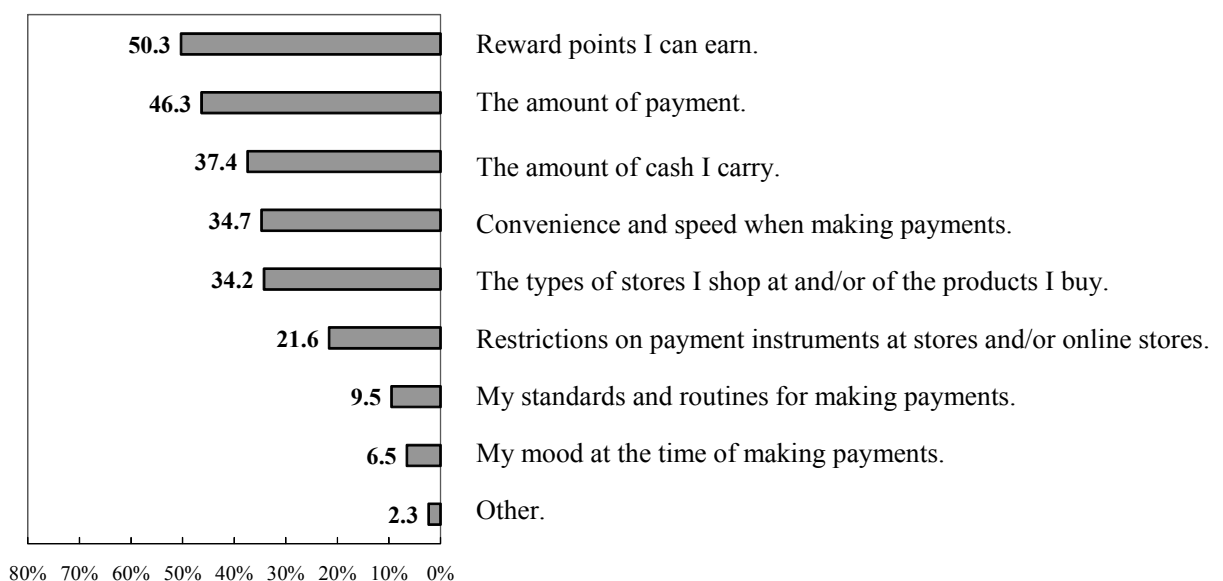 50.3 Reward points I can earn.
46.3 The amount of payment.
37.4 The amount of cash I carry.
34.7 Convenience and speed when making payments.
34.2 The types of stores I shop at and/or of the products I buy.
21.6 Restrictions on payment instruments at stores and/or online stores.
9.5 My standards and routines for making payments.
6.5 My mood at the time of making payments.
2.3 Other.
80% 70% 60% 50% 40% 30% 20% 10% 0%